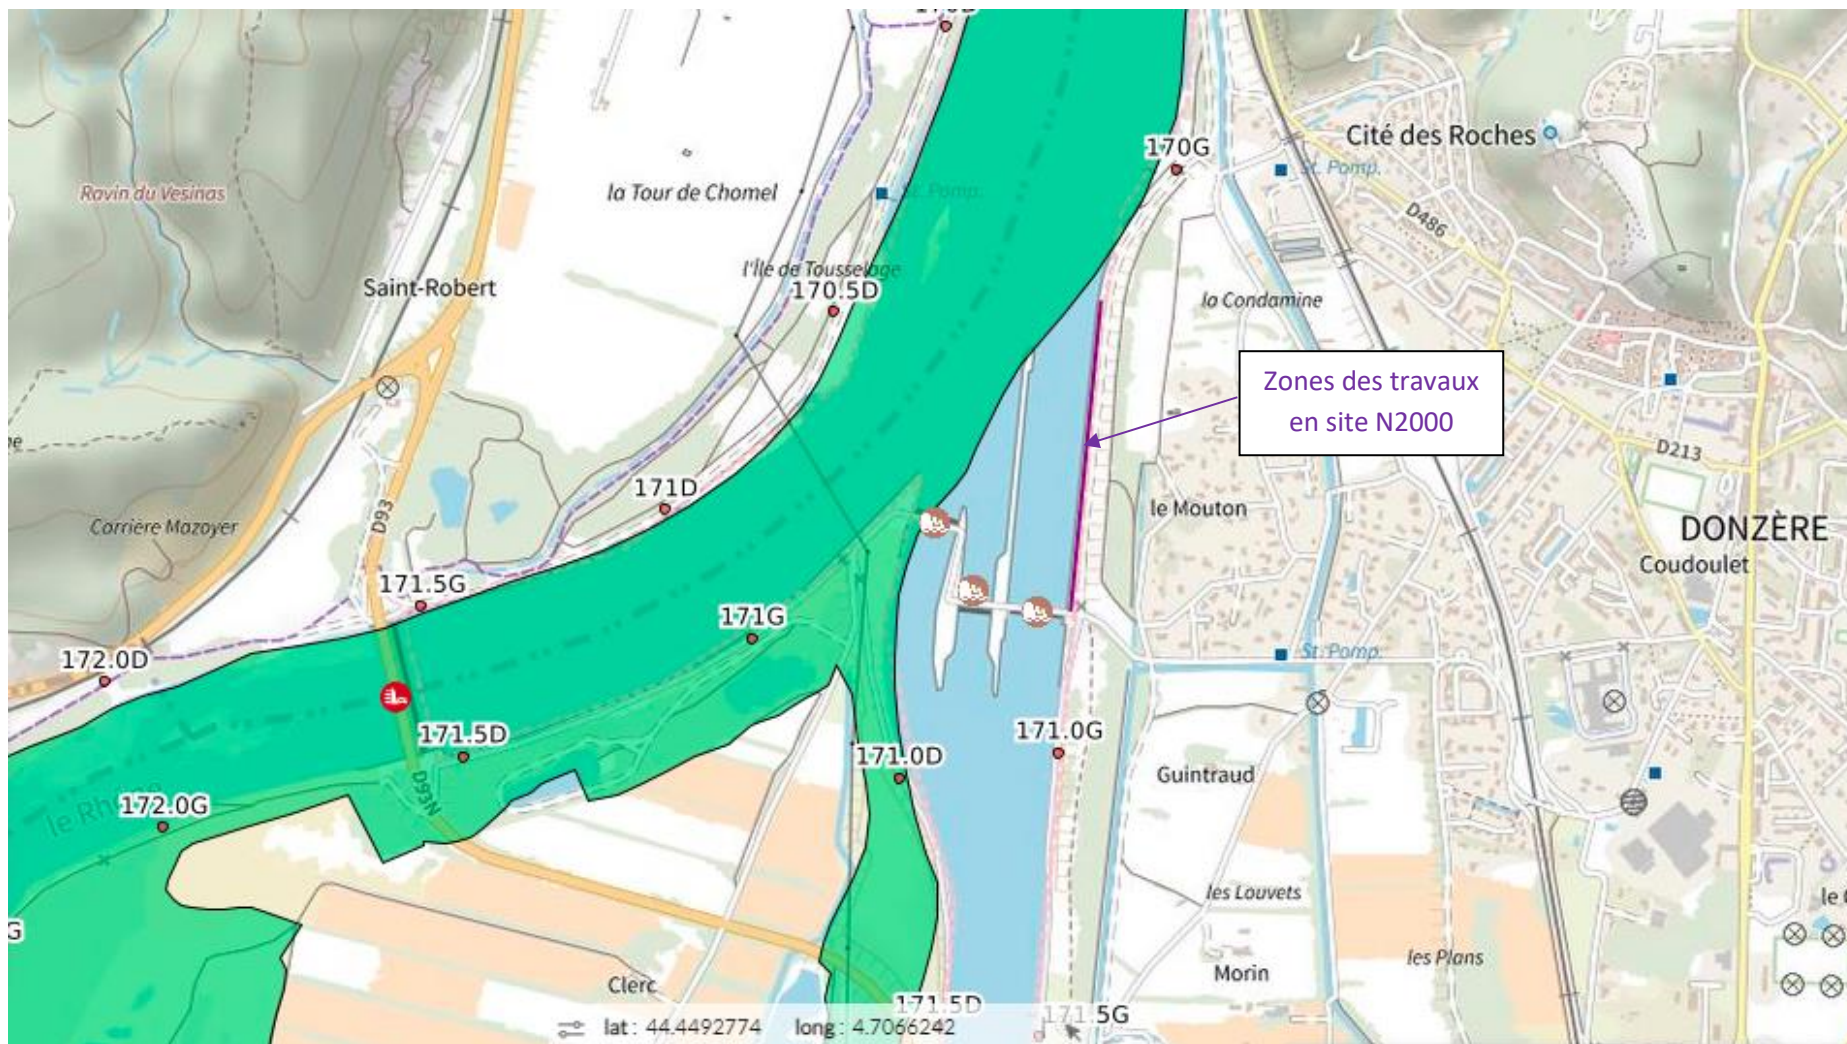 170G
Cité des Roches
St. Pomp.
Ravin du Vesinas
la Tour de Chomel
St. Pomp.
D486
l'Île de Tousselage
170.5D
Saint-Robert
la Condamine
Zones des travaux
en site N2000
D213
171D
le Mouton
Carrière Mazoyer
D93
DONZÈRE
Coudoulet
171.5G
171G
172.0D
St. Pomp.
171.5D
171.0G
171.0D
Guintraud
D93N
172.0G
le Rh
les Louvets
les Plans
Clerc
Morin
171.5D
171.5G
lat : 44.4492774 long : 4.7066242